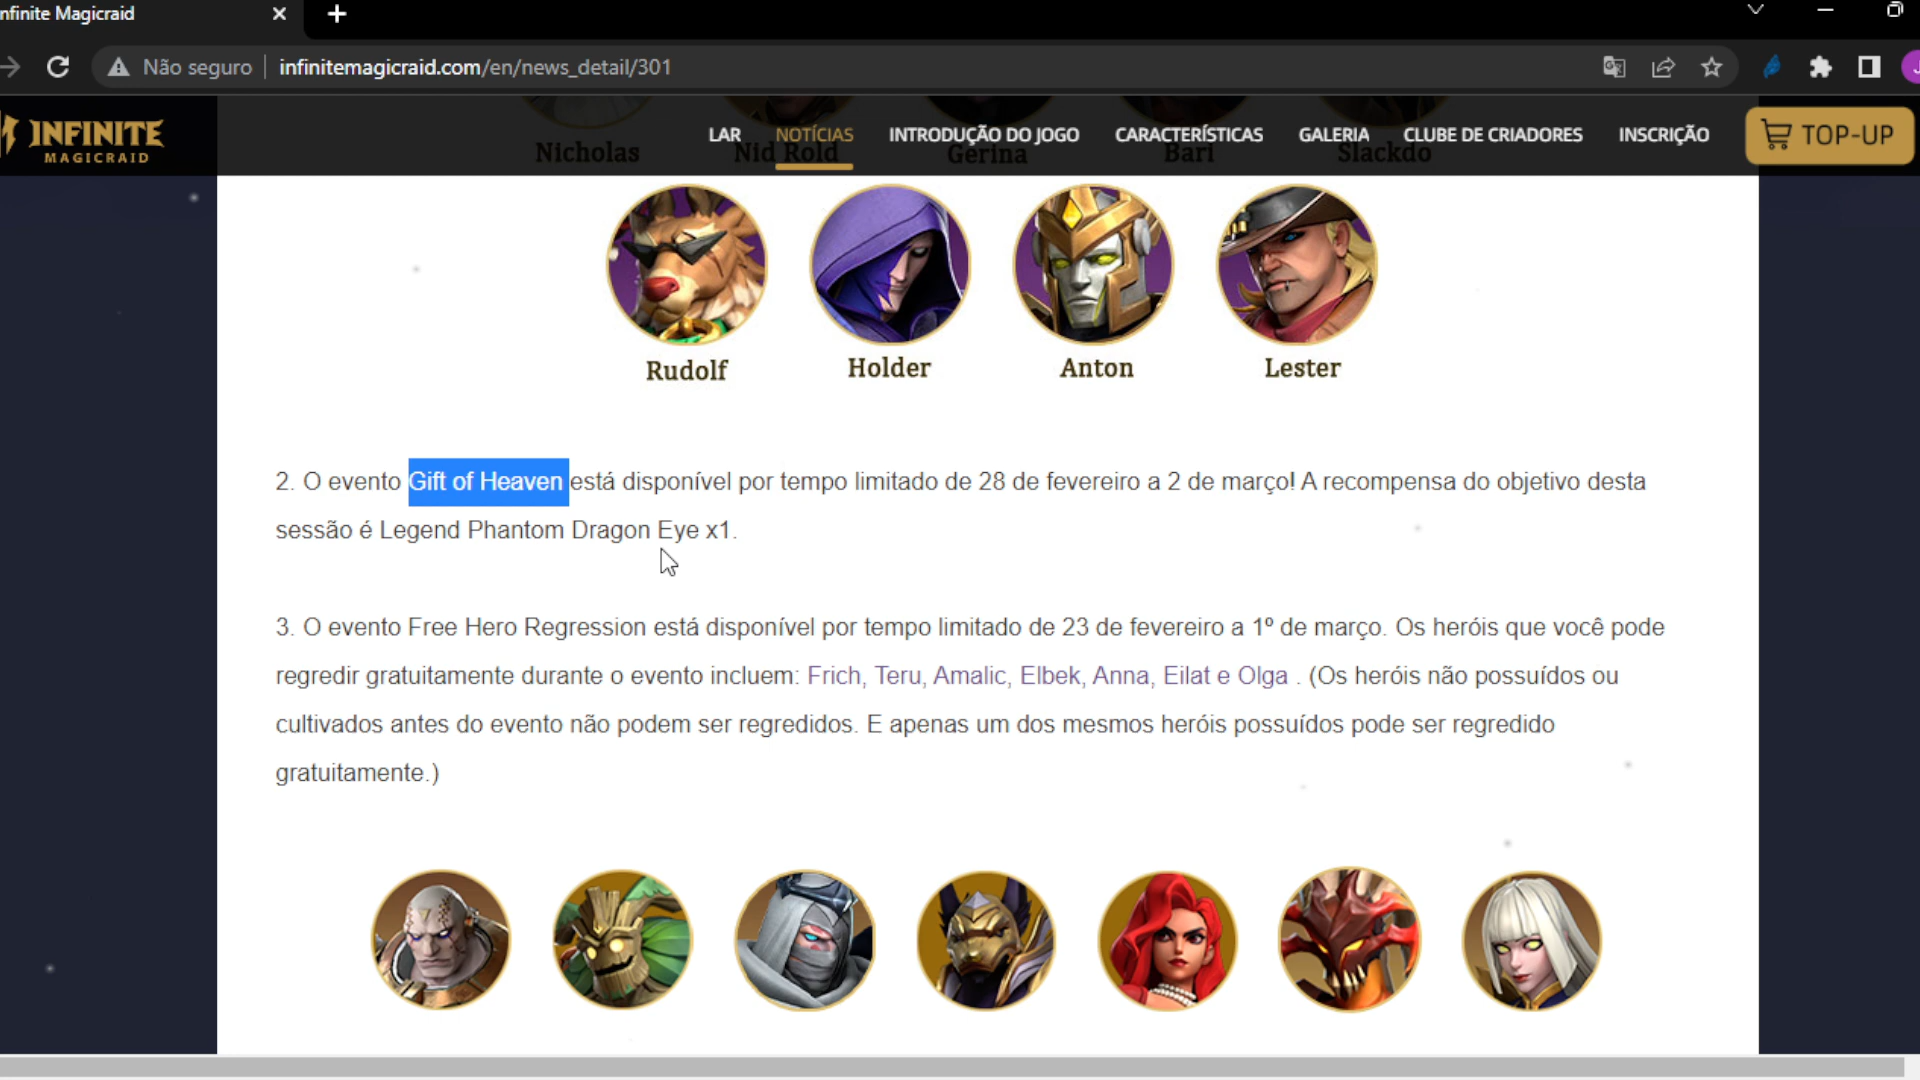 nfinite Magicraid
Não seguro infinitemagicraid.com/en/news_detail/301
INFINITE
MAGICRAID
LAR NOTÍCIAS INTRODUÇÃO DO JOGO CARACTERÍSTICAS GALERIA CLUBE DE CRIADORES INSCRIÇÃO TOP-UP
Nicholas Nid Rold Gerina Bari Slackdo
Rudolf Holder Anton Lester
2. O evento Gift of Heaven está disponível por tempo limitado de 28 de fevereiro a 2 de março! A recompensa do objetivo desta
sessão é Legend Phantom Dragon Eye x1.
3. O evento Free Hero Regression está disponível por tempo limitado de 23 de fevereiro a 1º de março. Os heróis que você pode
regredir gratuitamente durante o evento incluem: Frich, Teru, Amalic, Elbek, Anna, Eilat e Olga . (Os heróis não possuídos ou
cultivados antes do evento não podem ser regredidos. E apenas um dos mesmos heróis possuídos pode ser regredido
gratuitamente.)